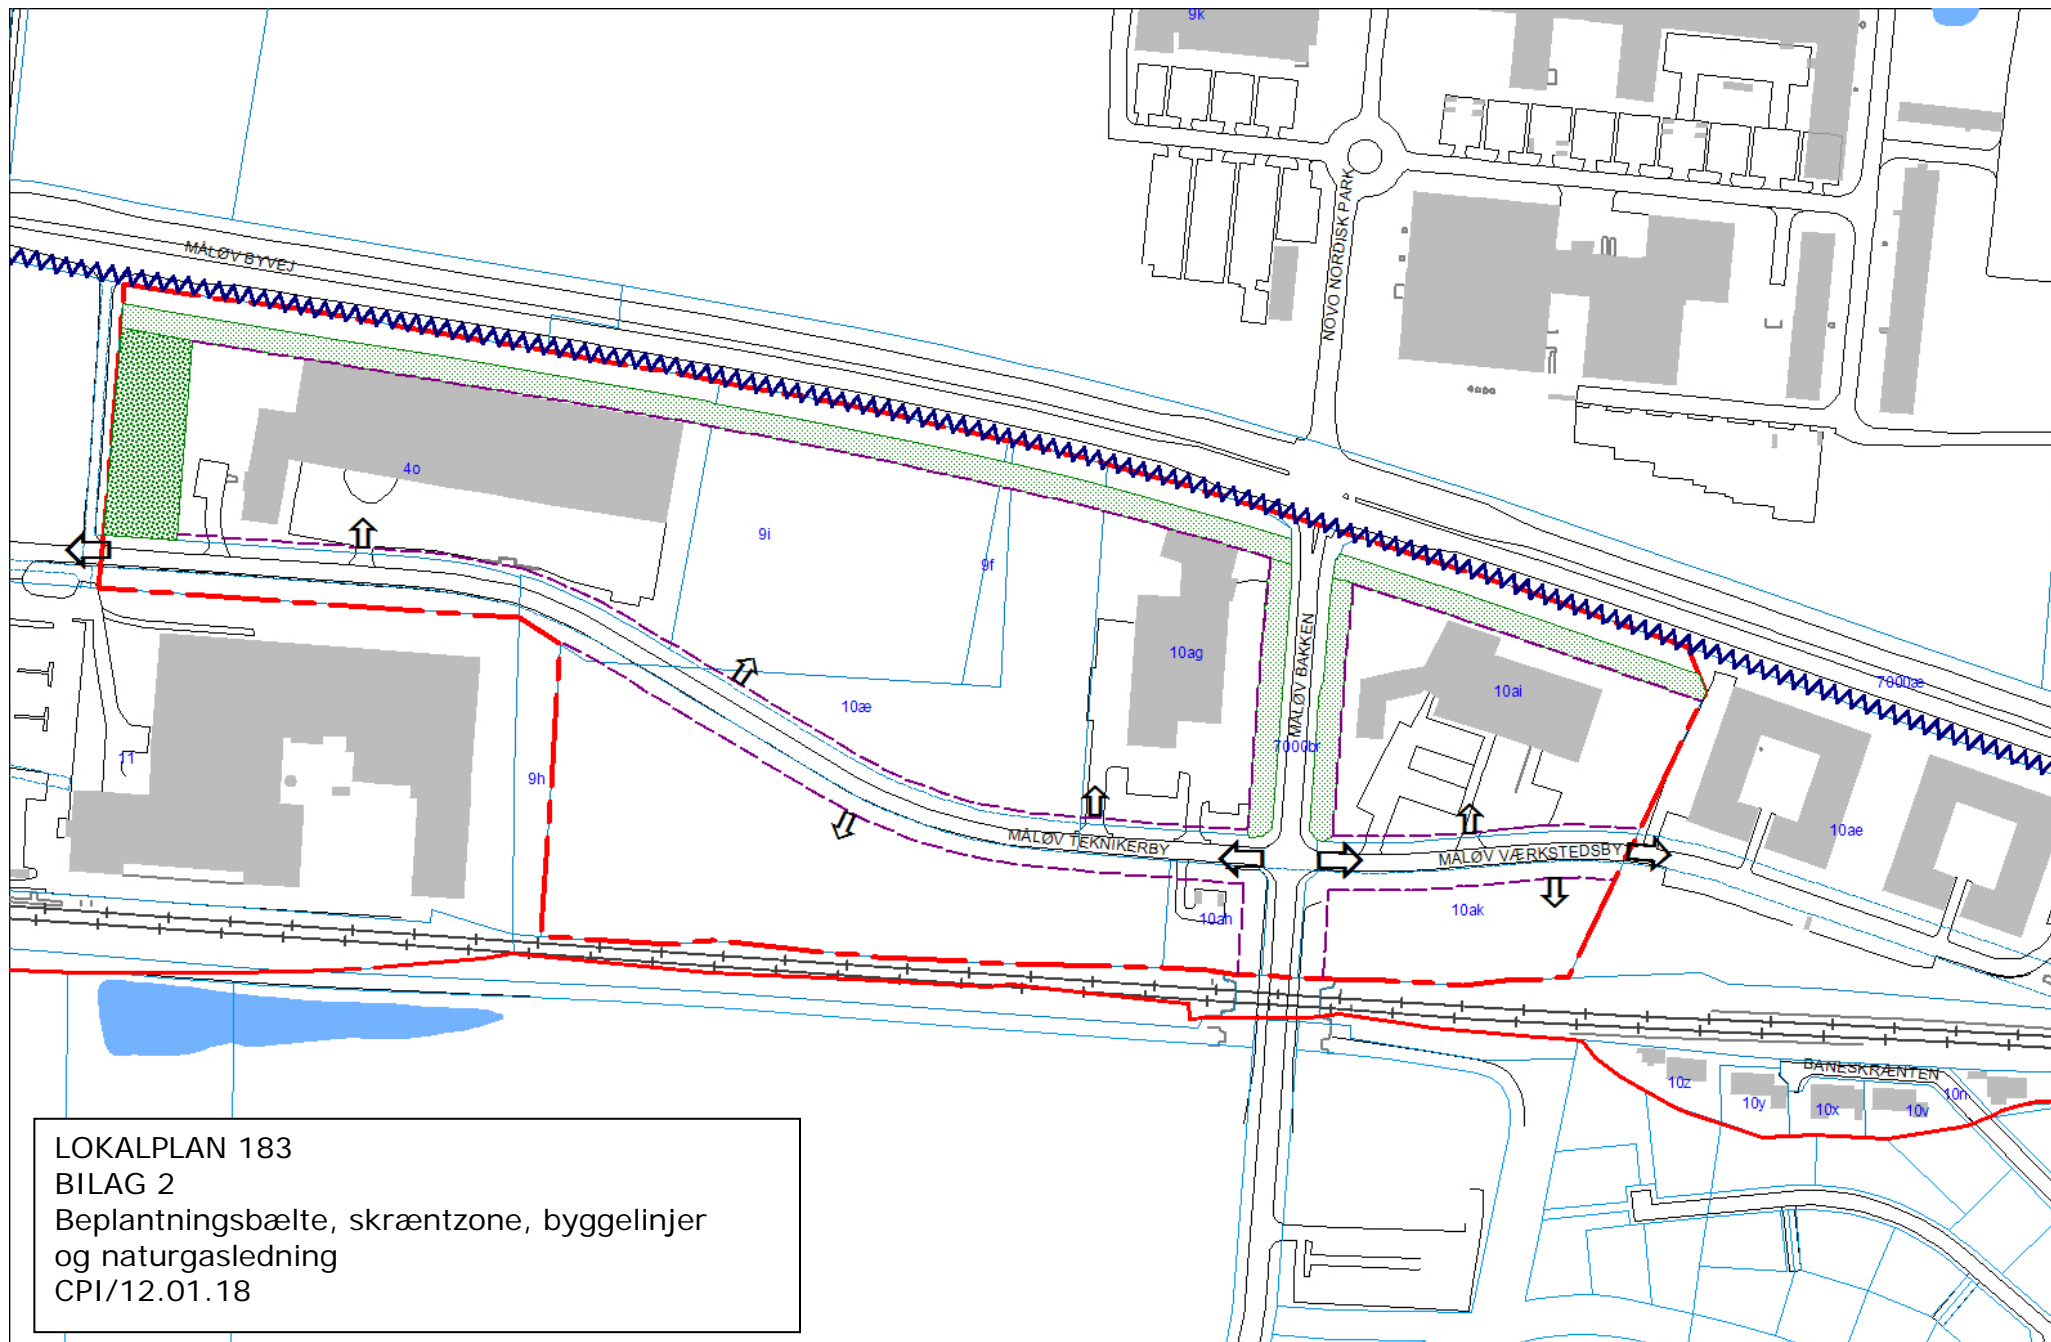 9k
NOVO NORDISK PARK
MÅLØV BYVEJ
4o
9i
9f
10ag
MÅLØV BAKKEN
7000br
10ai
7000æ
10æ
11
9h
MÅLØV TEKNIKERBY
MÅLØV VÆRKSTEDSBY
10ae
10ah
10ak
BANESKRÆNTEN
10z
10y
10x
10v
10n
LOKALPLAN 183
BILAG 2
Beplantningsbælte, skræntzone, byggelinjer
og naturgasledning
CPI/12.01.18